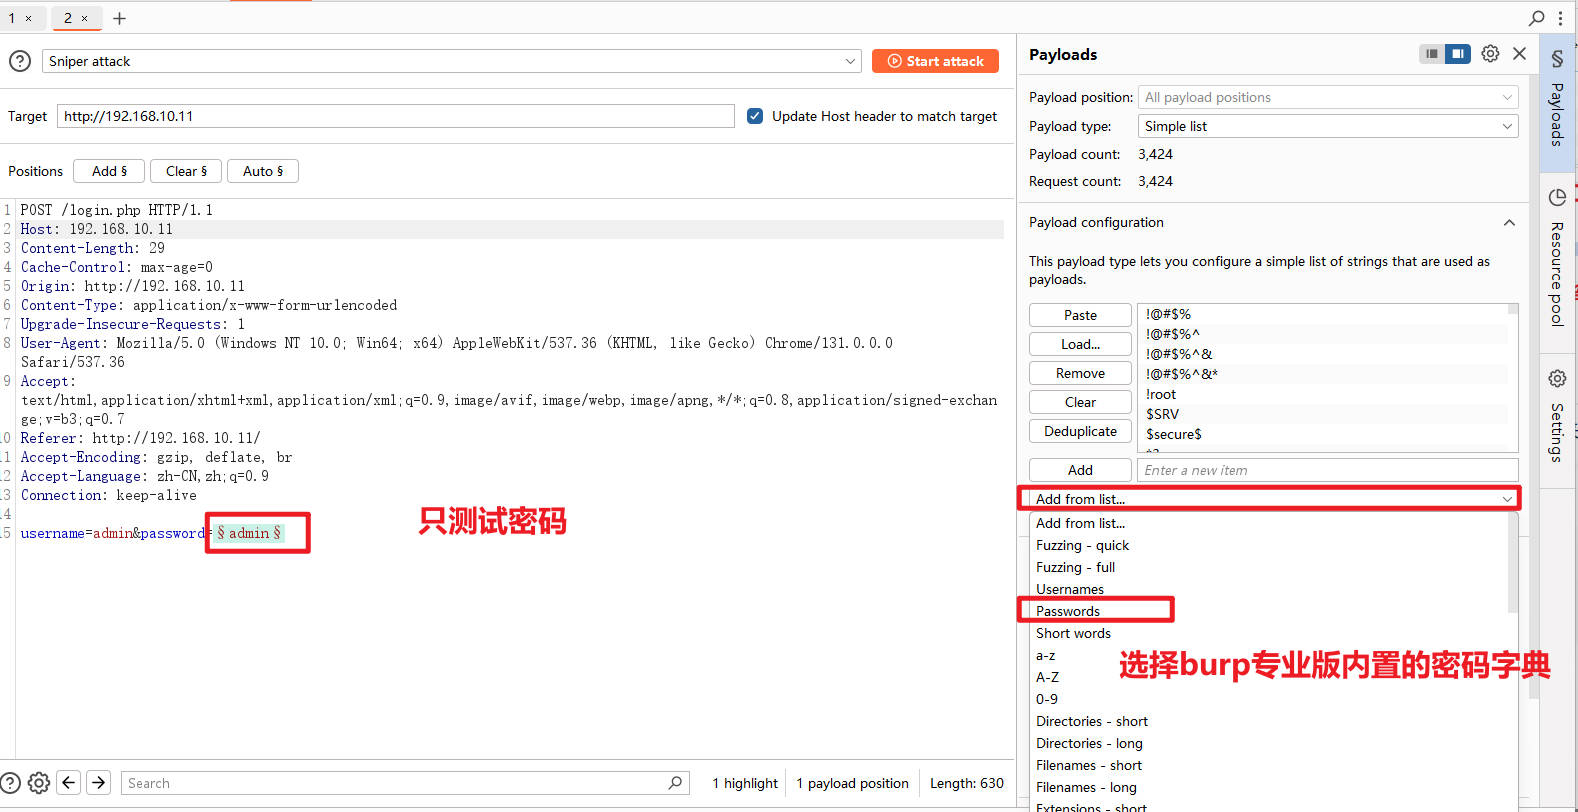 1 ×
2 ×
Sniper attack
Start attack
Target
http://192.168.10.11
Update Host header to match target
Positions
Add §
Clear §
Auto §
1 POST /login.php HTTP/1.1
2 Host: 192.168.10.11
3 Content-Length: 29
4 Cache-Control: max-age=0
5 Origin: http://192.168.10.11
6 Content-Type: application/x-www-form-urlencoded
7 Upgrade-Insecure-Requests: 1
8 User-Agent: Mozilla/5.0 (Windows NT 10.0; Win64; x64) AppleWebKit/537.36 (KHTML, like Gecko) Chrome/131.0.0.0
Safari/537.36
9 Accept:
text/html,application/xhtml+xml,application/xml;q=0.9,image/avif,image/webp,image/apng,*/*;q=0.8,application/signed-exchan
ge;v=b3;q=0.7
10 Referer: http://192.168.10.11/
11 Accept-Encoding: gzip, deflate, br
12 Accept-Language: zh-CN,zh;q=0.9
13 Connection: keep-alive
14
15 username=admin&password=§admin§
只测试密码
Search
1 highlight
1 payload position
Length: 630
Payloads
Payload position: All payload positions
Payload type: Simple list
Payload count: 3,424
Request count: 3,424
Payload configuration
This payload type lets you configure a simple list of strings that are used as
payloads.
Paste
Load...
Remove
Clear
Deduplicate
!@#$%
!@#$%^
!@#$%^&
!@#$%^&*
!root
$SRV
$secure$
Add
Enter a new item
Add from list...
Add from list...
Fuzzing - quick
Fuzzing - full
Usernames
Passwords
Short words
a-z
A-Z
0-9
Directories - short
Directories - long
Filenames - short
Filenames - long
Extensions - short
选择burp专业版内置的密码字典
Payloads
Resource pool
Settings